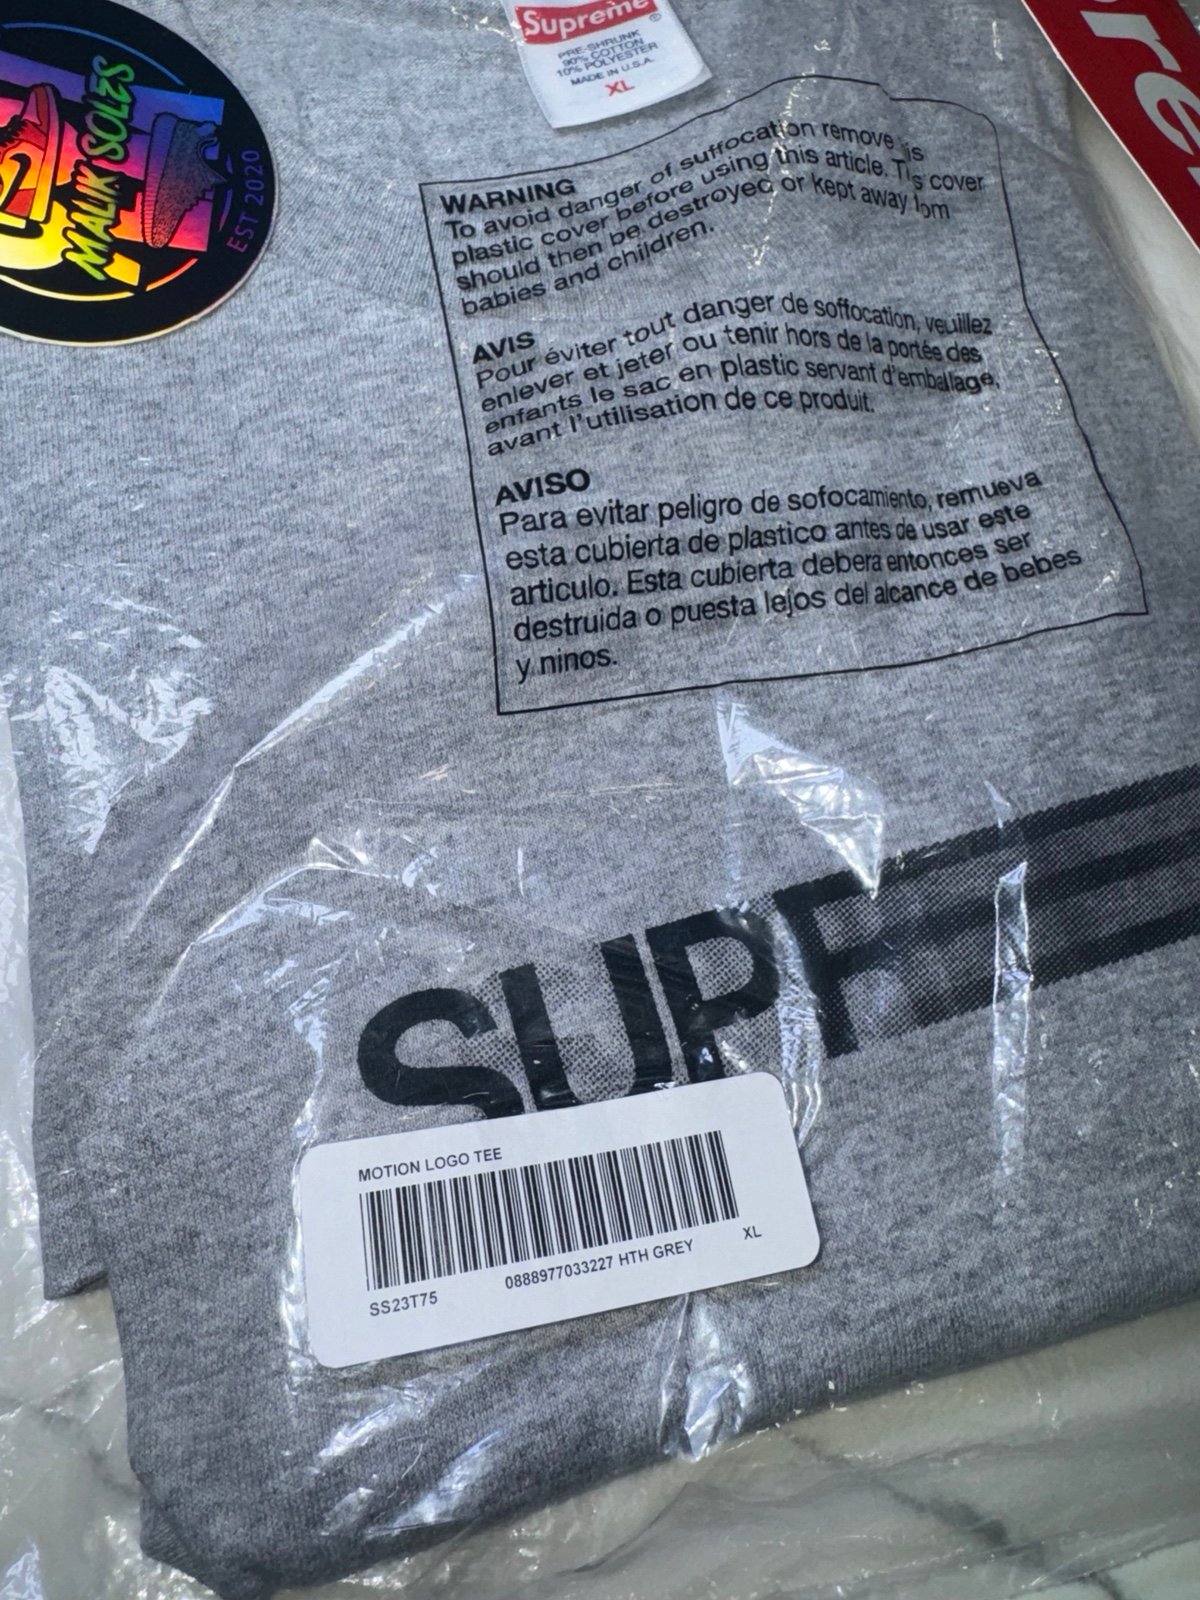 Supreme
®
PRE-SHRUNK
90% COTTON
10% POLYESTER
MADE IN U.S.A.
XL
MALIK SOLES
EST 2020
WARNING
To avoid danger of suffocation remove
plastic cover before using this article. cover
should then be destroyed or kept away
babies and children.
AVIS
Pour éviter tout danger de soffocation, veuillez
enlever et jeter ou tenir hors de la portés des
enfants le sac en plastic servant d'emballage,
avant l'utilisation de ce produit.
AVISO
Para evitar peligro de sofocamiento, remueva
esta cubierta de plastico antes de usar este
articulo. Esta cubierta debera entonces ser
destruida o puesta lejos del alcance de bebes
y ninos.
SUPR
MOTION LOGO TEE
0888977033227 HTH GREY
XL
SS23T75